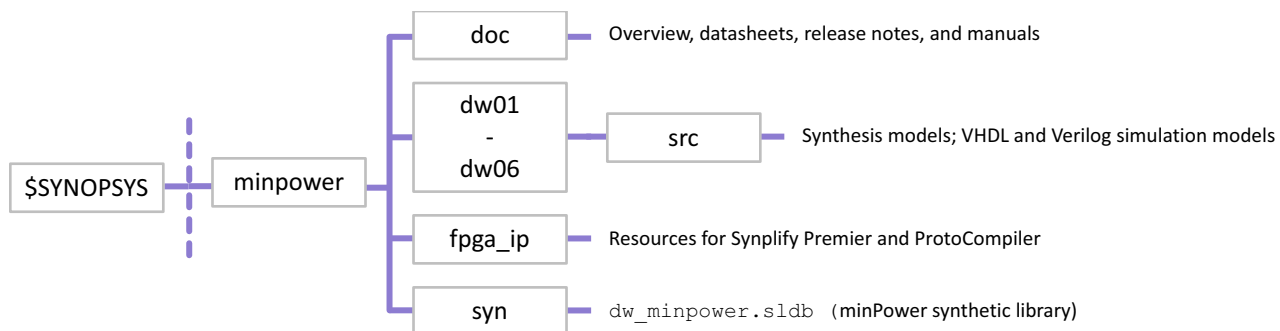 doc
Overview, datasheets, release notes, and manuals
dw01
-
dw06
src
Synthesis models; VHDL and Verilog simulation models
$SYNOPSYS
minpower
fpga_ip
Resources for Synplify Premier and ProtoCompiler
syn
dw_minpower.sldb (minPower synthetic library)